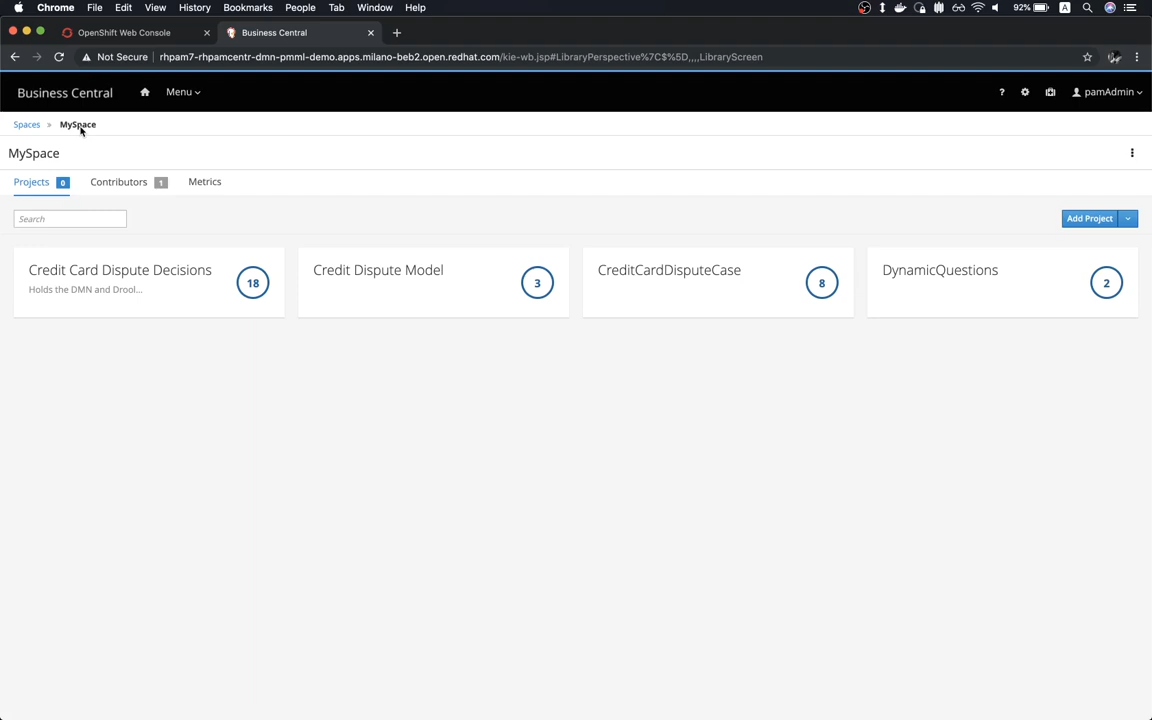 Chrome File Edit View History Bookmarks People Tab Window Help 92% A
OpenShift Web Console Business Central
Not Secure rhpam7-rhpamcentr-dmn-pmml-demo.apps.milano-beb2.open.redhat.com/kie-wb.jsp#LibraryPerspective%7C$%5D,,,,LibraryScreen
Business Central Menu ? pamAdmin
Spaces » MySpace
MySpace
Projects 0 Contributors 1 Metrics
Search Add Project
Credit Card Dispute Decisions 18 Credit Dispute Model 3 CreditCardDisputeCase 8 DynamicQuestions 2
Holds the DMN and Drool...